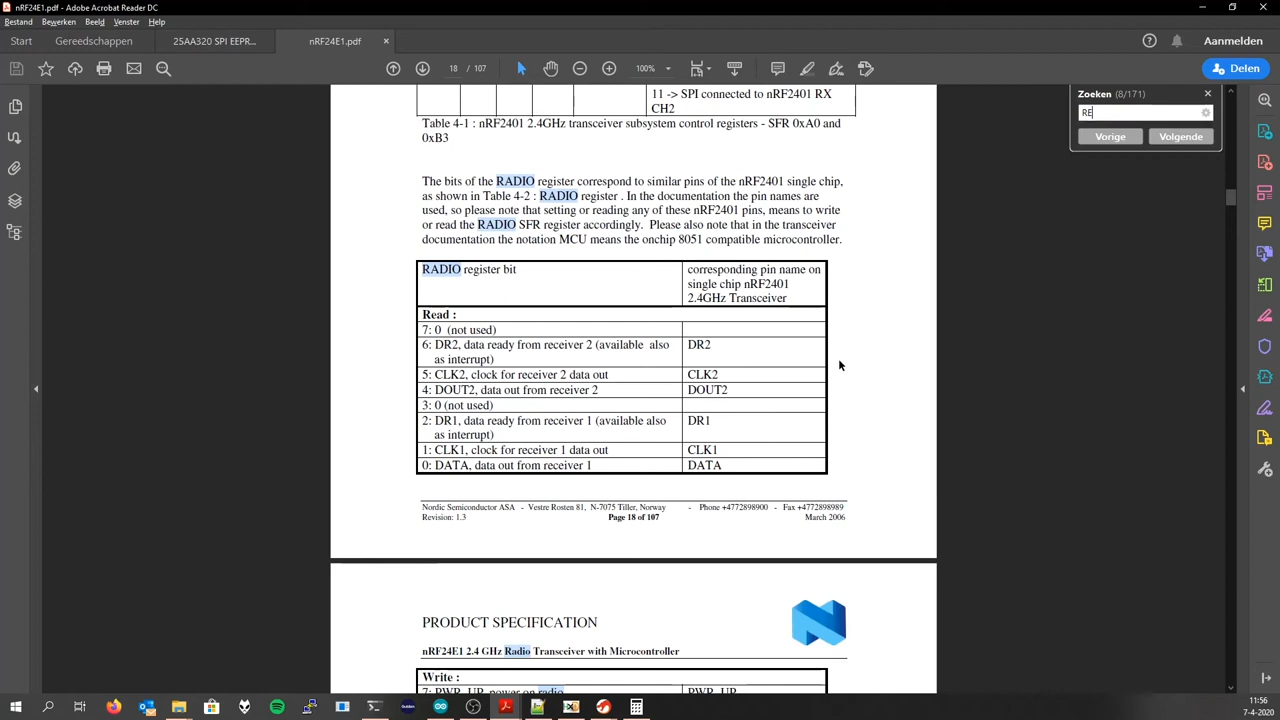 nRF24E1.pdf - Adobe Acrobat Reader DC
Bestand Bewerken Beeld Venster Help
Start Gereedschappen 25AA320 SPI EEPR... nRF24E1.pdf × Aanmelden
18 / 107 100% Delen
Zoeken (8/171)
RE
Vorige Volgende
11 -> SPI connected to nRF2401 RX
CH2
Table 4-1 : nRF2401 2.4GHz transceiver subsystem control registers - SFR 0xA0 and
0xB3
The bits of the RADIO register correspond to similar pins of the nRF2401 single chip,
as shown in Table 4-2 : RADIO register . In the documentation the pin names are
used, so please note that setting or reading any of these nRF2401 pins, means to write
or read the RADIO SFR register accordingly. Please also note that in the transceiver
documentation the notation MCU means the onchip 8051 compatible microcontroller.
RADIO register bit corresponding pin name on
single chip nRF2401
2.4GHz Transceiver
Read :
7: 0 (not used)
6: DR2, data ready from receiver 2 (available also DR2
as interrupt)
5: CLK2, clock for receiver 2 data out CLK2
4: DOUT2, data out from receiver 2 DOUT2
3: 0 (not used)
2: DR1, data ready from receiver 1 (available also DR1
as interrupt)
1: CLK1, clock for receiver 1 data out CLK1
0: DATA, data out from receiver 1 DATA
Nordic Semiconductor ASA - Vestre Rosten 81, N-7075 Tiller, Norway - Phone +4772898900 - Fax +4772898989
Revision: 1.3 Page 18 of 107 March 2006
PRODUCT SPECIFICATION
nRF24E1 2.4 GHz Radio Transceiver with Microcontroller
Write :
7: PWR_UP, power on radio PWR_UP
11:56
7-4-2020